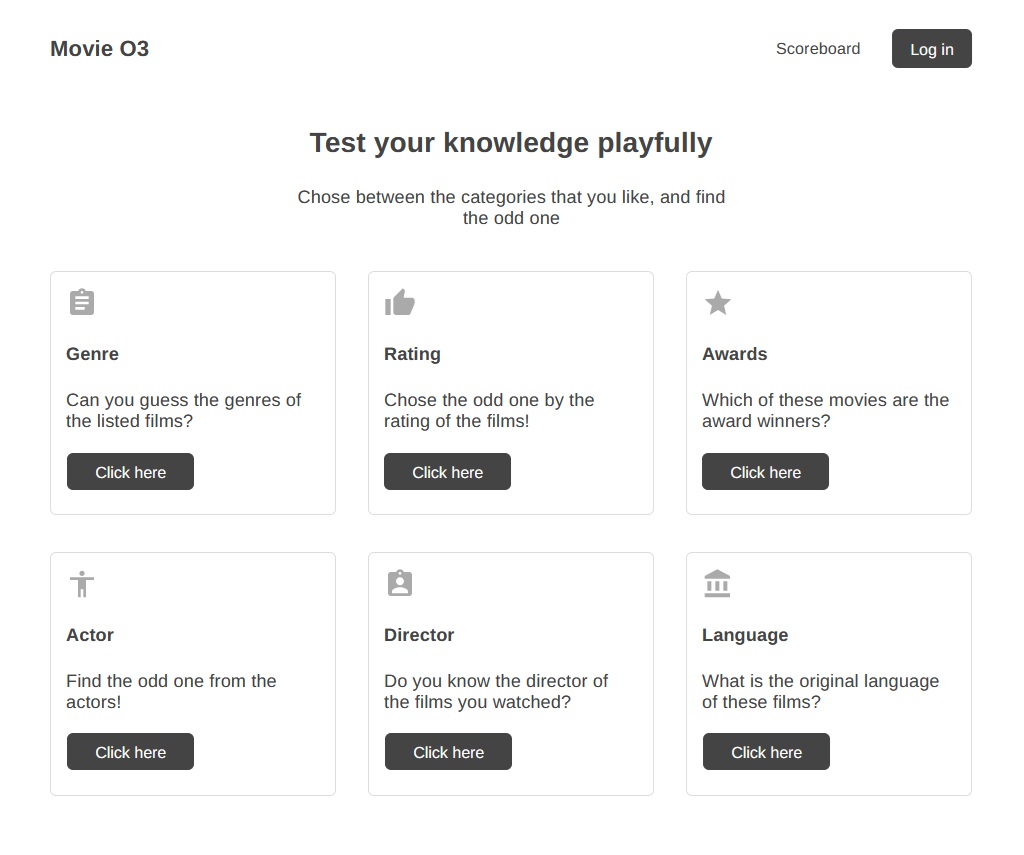 Movie O3
Scoreboard
Log in
Test your knowledge playfully
Chose between the categories that you like, and find
the odd one
Genre
Can you guess the genres of
the listed films?
Click here
Rating
Chose the odd one by the
rating of the films!
Click here
Awards
Which of these movies are the
award winners?
Click here
Actor
Find the odd one from the
actors!
Click here
Director
Do you know the director of
the films you watched?
Click here
Language
What is the original language
of these films?
Click here